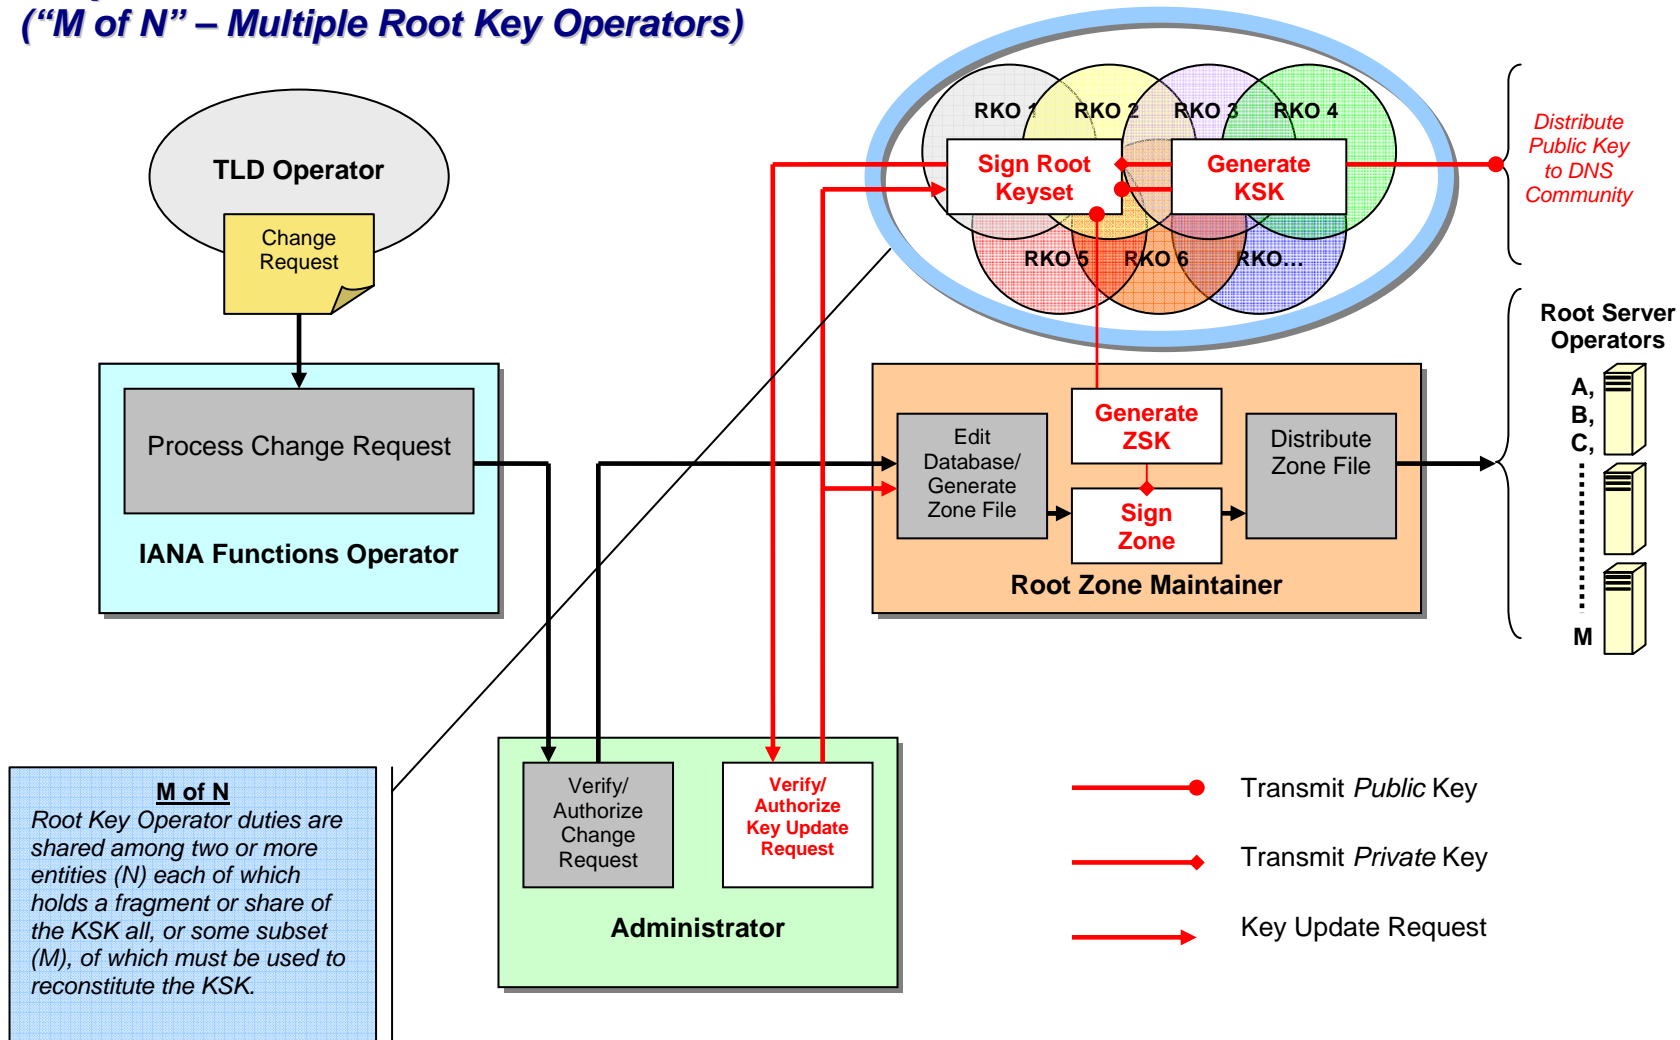 (“M of N” – Multiple Root Key Operators)
TLD Operator
Change
Request
Process Change Request
IANA Functions Operator
RKO 1
RKO 2
RKO 3
RKO 4
Sign Root
Keyset
Generate
KSK
RKO 5
RKO 6
RKO…
Distribute
Public Key
to DNS
Community
Root Server
Operators
A,
B,
C,
M
Generate
ZSK
Edit
Database/
Generate
Zone File
Sign
Zone
Distribute
Zone File
Root Zone Maintainer
Verify/
Authorize
Change
Request
Verify/
Authorize
Key Update
Request
Administrator
M of N
Root Key Operator duties are
shared among two or more
entities (N) each of which
holds a fragment or share of
the KSK all, or some subset
(M), of which must be used to
reconstitute the KSK.
Transmit Public Key
Transmit Private Key
Key Update Request